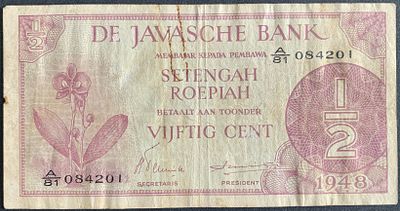 1/2
DE JAVASCHE BANK
MEMBAJAR KEPADA PEMBAWA
A/81 084201
SETENGAH
ROEPIAH
BETAALT AAN TOONDER
VIJFTIG CENT
1/2
A/81 084201
SECRETARIS PRESIDENT
1948